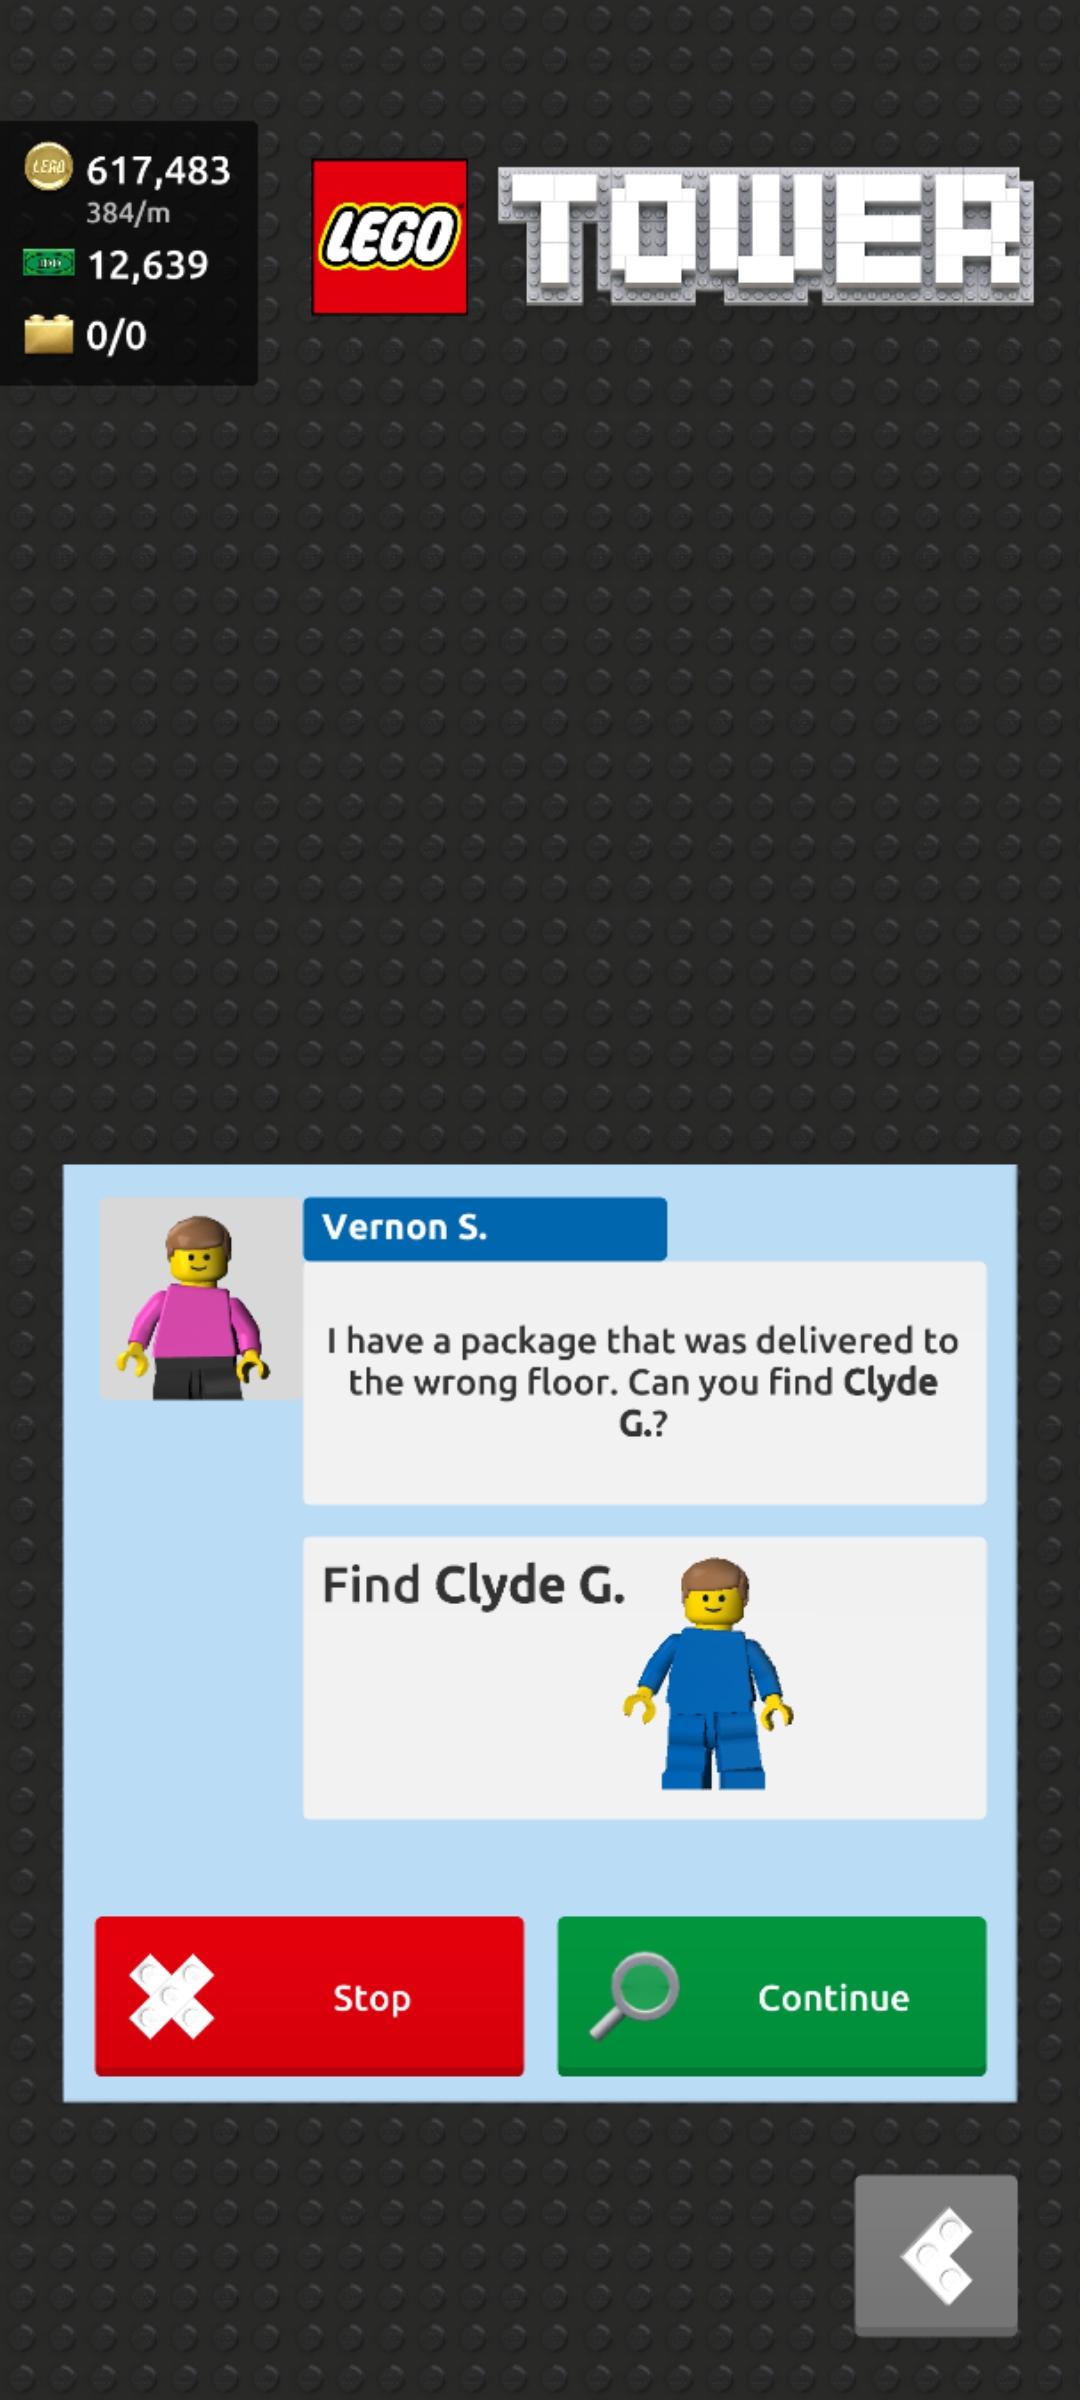 617,483
384/m
12,639
0/0
LEGO
TOWER
Vernon S.
I have a package that was delivered to
the wrong floor. Can you find Clyde
G.?
Find Clyde G.
Stop
Continue